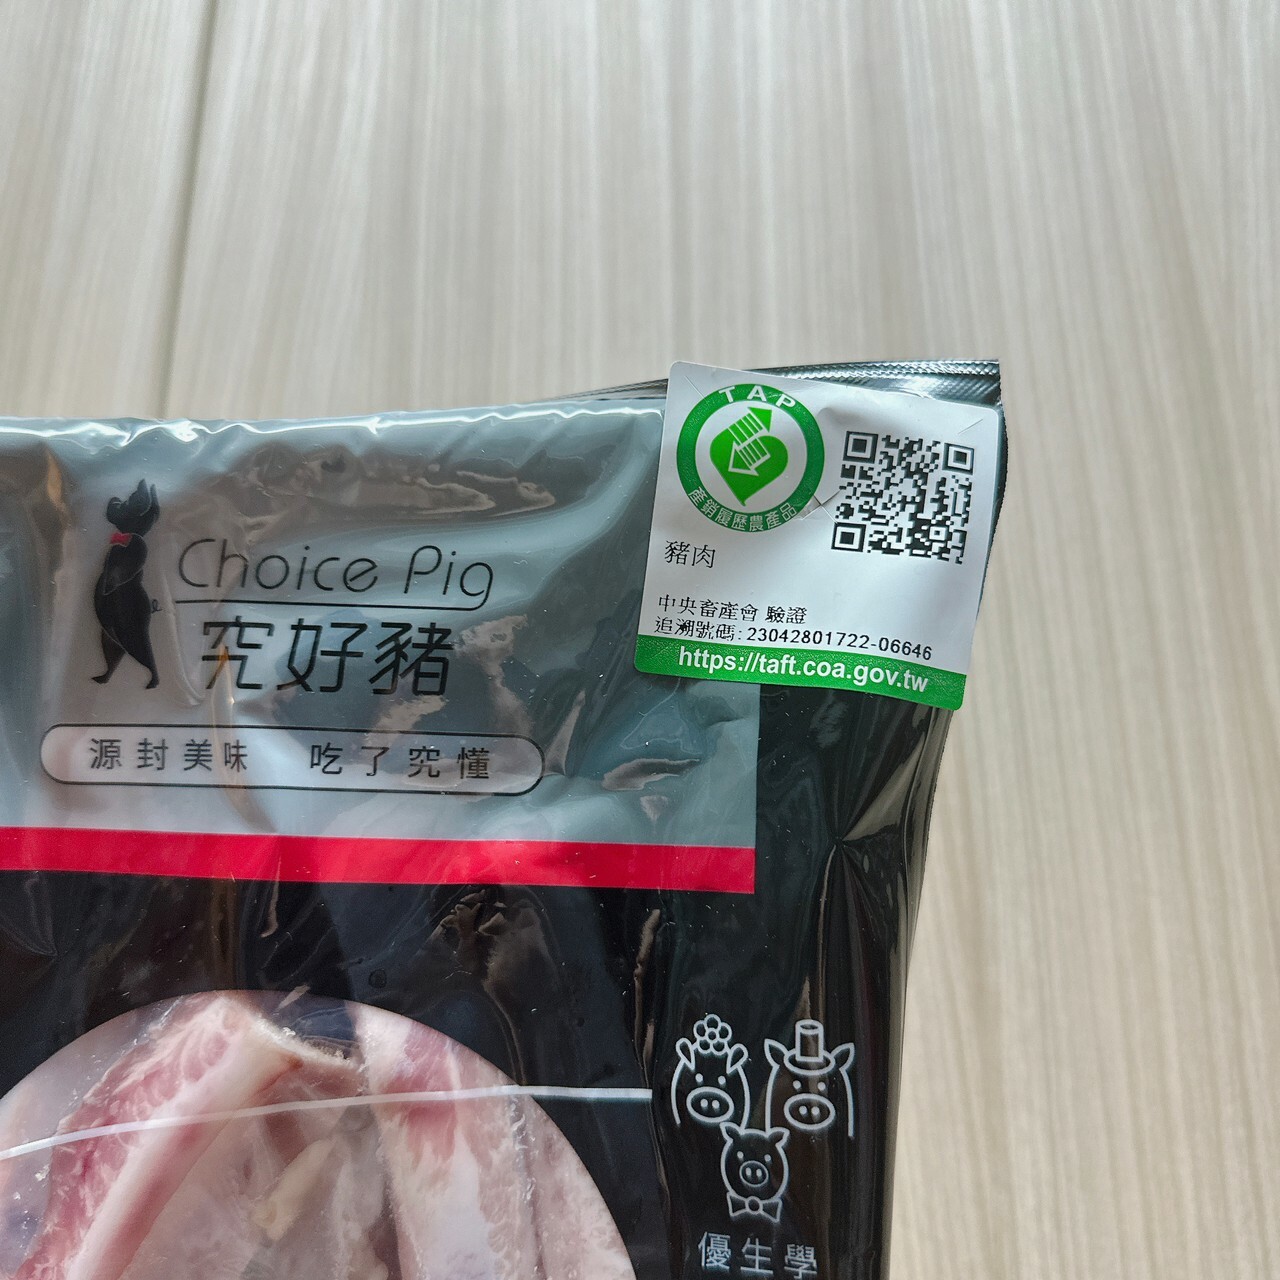 TAP
產銷履歷農產品
豬肉
中央畜產會 驗證
追溯號碼: 23042801722-06646
https://taft.coa.gov.tw
Choice Pig
究好豬
源封美味 吃了究懂
優生學